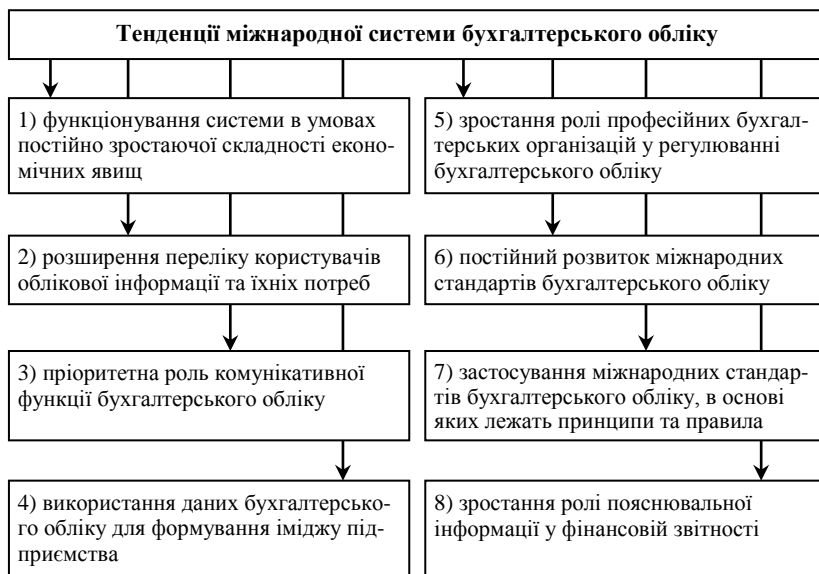 Тенденції міжнародної системи бухгалтерського обліку
1) функціонування системи в умовах
постійно зростаючої складності еконо-
мічних явищ
2) розширення переліку користувачів
облікової інформації та їхніх потреб
3) пріоритетна роль комунікативної
функції бухгалтерського обліку
4) використання даних бухгалтерсько-
го обліку для формування іміджу під-
приємства
5) зростання ролі професійних бухгал-
терських організацій у регулюванні
бухгалтерського обліку
6) постійний розвиток міжнародних
стандартів бухгалтерського обліку
7) застосування міжнародних стандар-
тів бухгалтерського обліку, в основі
яких лежать принципи та правила
8) зростання ролі пояснювальної
інформації у фінансовій звітності